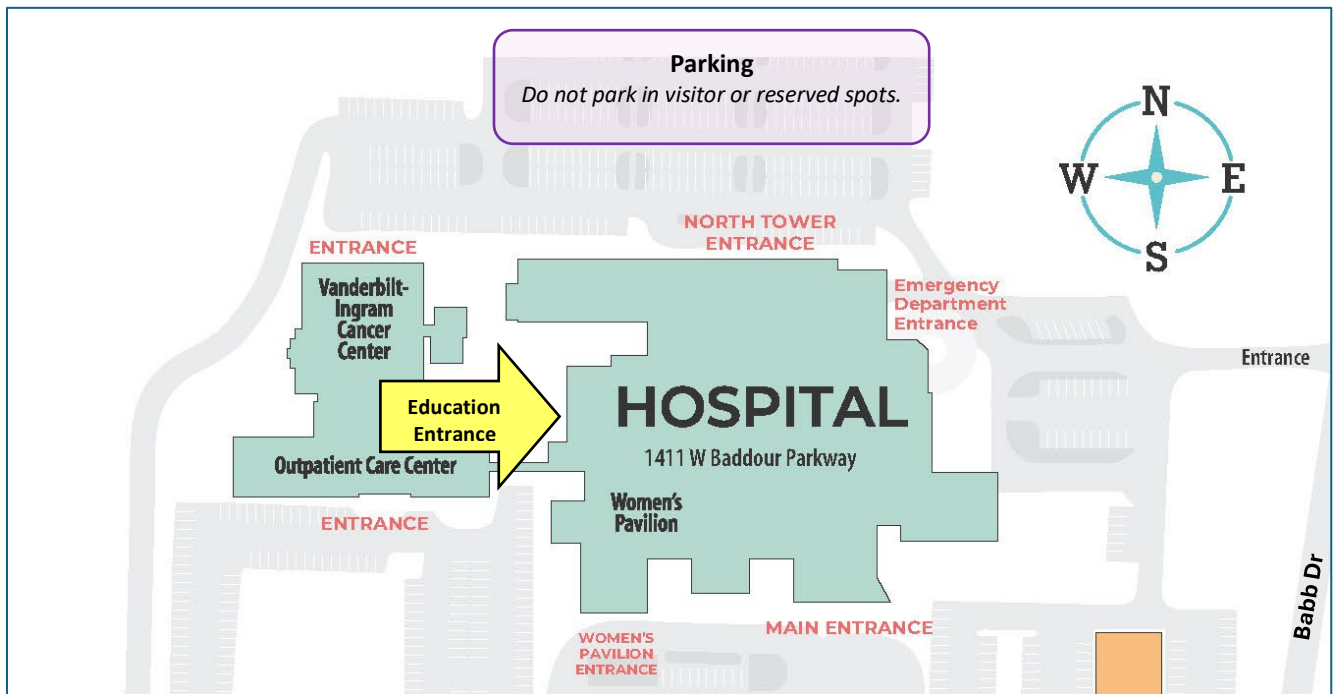 Parking
Do not park in visitor or reserved spots.
N
W
E
S
NORTH TOWER
ENTRANCE
ENTRANCE
Vanderbilt-
Ingram
Cancer
Center
Emergency
Department
Entrance
Entrance
Education
Entrance
HOSPITAL
1411 W Baddour Parkway
Outpatient Care Center
Women's
Pavilion
ENTRANCE
Babb Dr
MAIN ENTRANCE
WOMEN'S
PAVILION
ENTRANCE